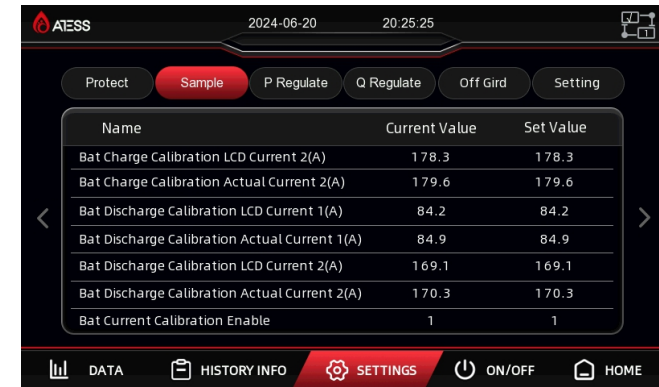 ATESS 2024-06-20 20:25:25
1
Protect Sample P Regulate Q Regulate Off Gird Setting
Name Current Value Set Value
Bat Charge Calibration LCD Current 2(A) 178.3 178.3
Bat Charge Calibration Actual Current 2(A) 179.6 179.6
Bat Discharge Calibration LCD Current 1(A) 84.2 84.2
Bat Discharge Calibration Actual Current 1(A) 84.9 84.9
Bat Discharge Calibration LCD Current 2(A) 169.1 169.1
Bat Discharge Calibration Actual Current 2(A) 170.3 170.3
Bat Current Calibration Enable 1 1
DATA HISTORY INFO SETTINGS ON/OFF HOME